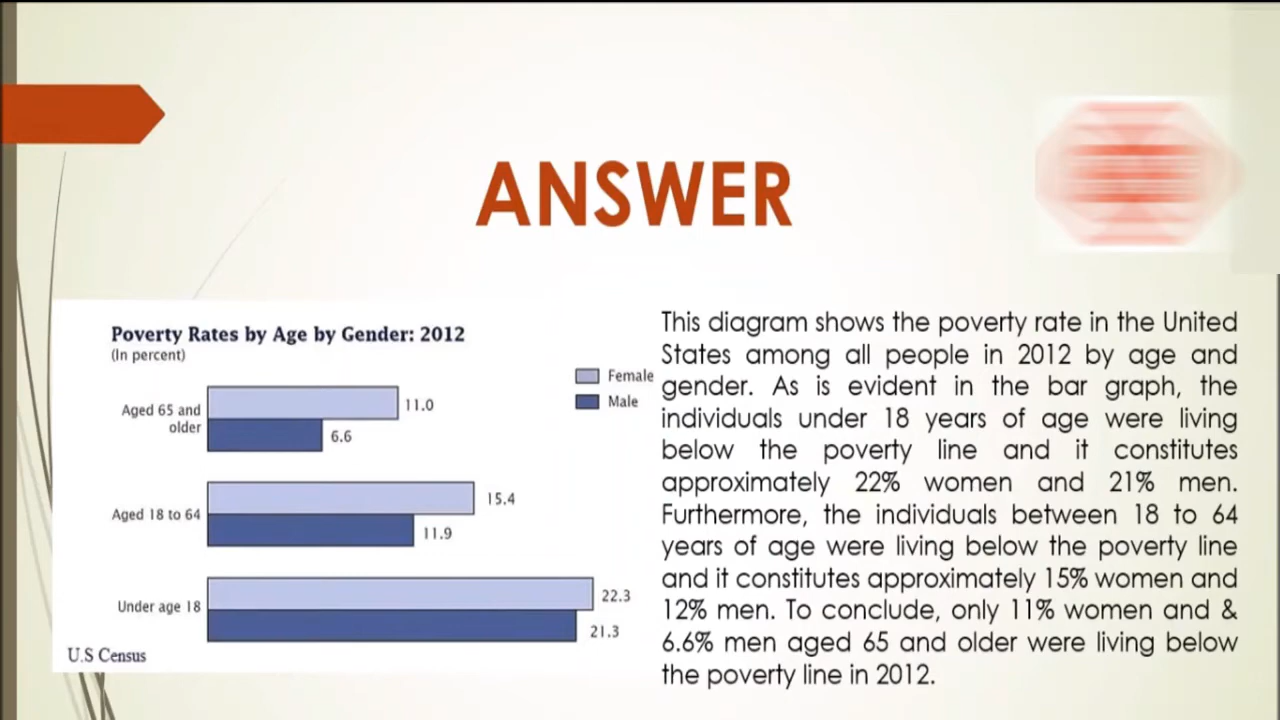 ANSWER
Poverty Rates by Age by Gender: 2012
(In percent)
Female
Male
Aged 65 and
older
11.0
6.6
Aged 18 to 64
15.4
11.9
Under age 18
22.3
21.3
U.S Census
This diagram shows the poverty rate in the United
States among all people in 2012 by age and
gender. As is evident in the bar graph, the
individuals under 18 years of age were living
below the poverty line and it constitutes
approximately 22% women and 21% men.
Furthermore, the individuals between 18 to 64
years of age were living below the poverty line
and it constitutes approximately 15% women and
12% men. To conclude, only 11% women and &
6.6% men aged 65 and older were living below
the poverty line in 2012.